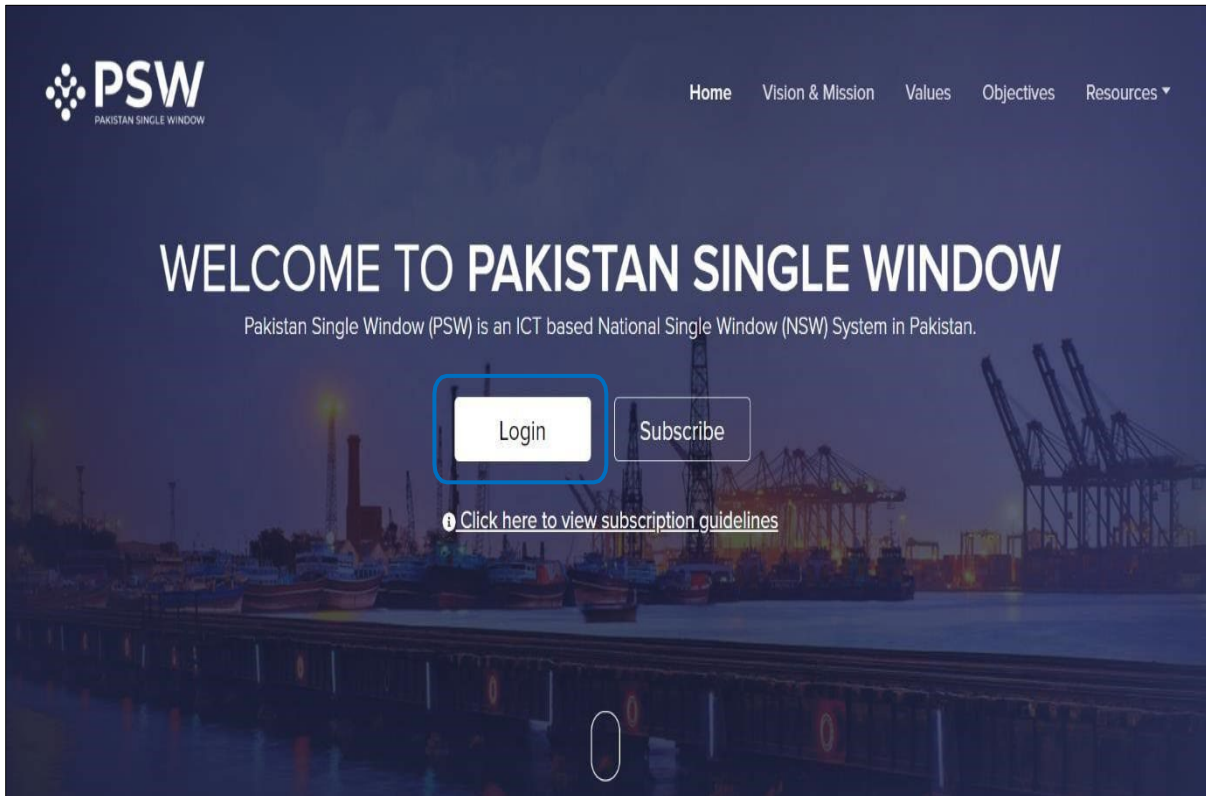 PSW
PAKISTAN SINGLE WINDOW
Home Vision & Mission Values Objectives Resources
WELCOME TO PAKISTAN SINGLE WINDOW
Pakistan Single Window (PSW) is an ICT based National Single Window (NSW) System in Pakistan.
Login Subscribe
Click here to view subscription guidelines